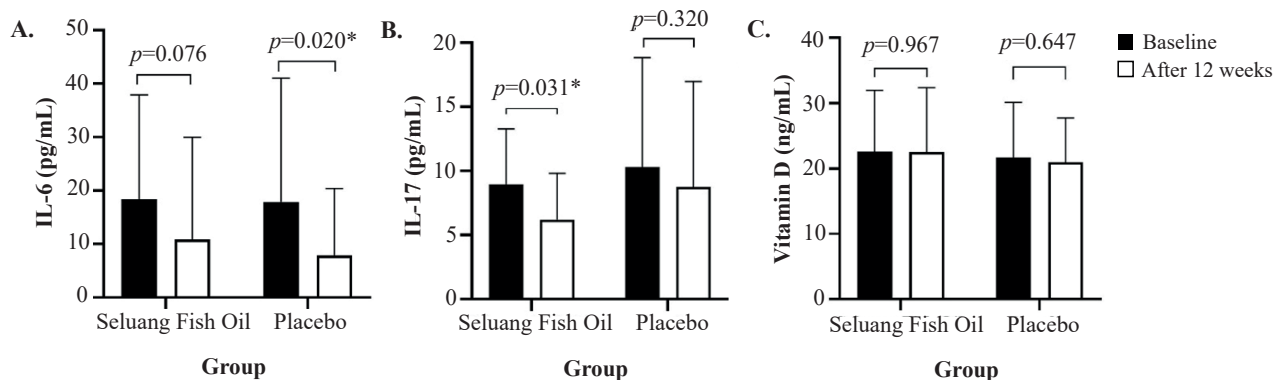 A.
IL-6 (pg/mL)
50
40
30
20
10
0
p=0.076
p=0.020*
Seluang Fish Oil
Placebo
Group
B.
IL-17 (pg/mL)
20
15
10
5
0
p=0.031*
p=0.320
Seluang Fish Oil
Placebo
Group
C.
Vitamin D (ng/mL)
40
30
20
10
0
p=0.967
p=0.647
Seluang Fish Oil
Placebo
Group
Baseline
After 12 weeks